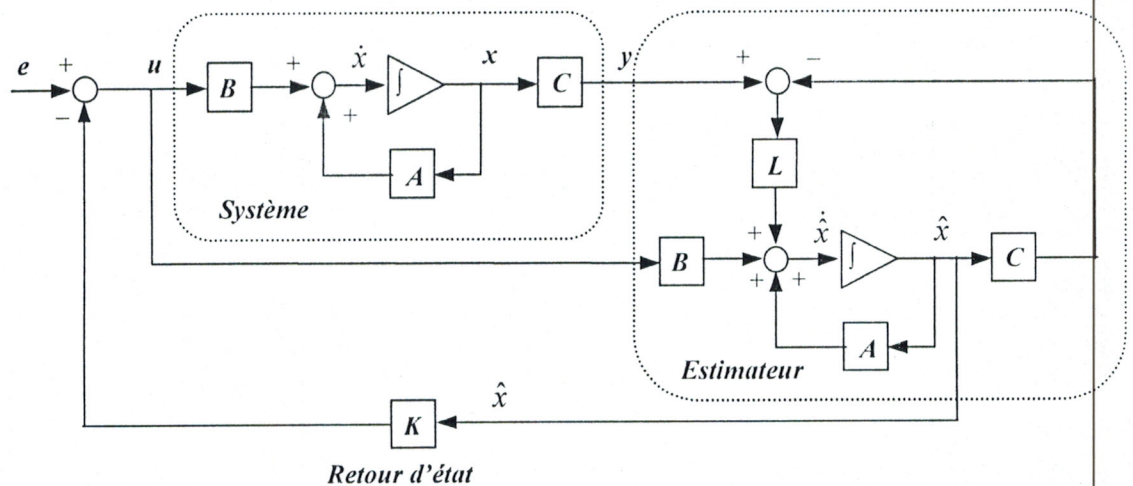 e + u B + ẋ ∫ x C y + −
− + A L
Système
+ x̂̇ x̂
B + + ∫ C
A
Estimateur
x̂
K
Retour d'état